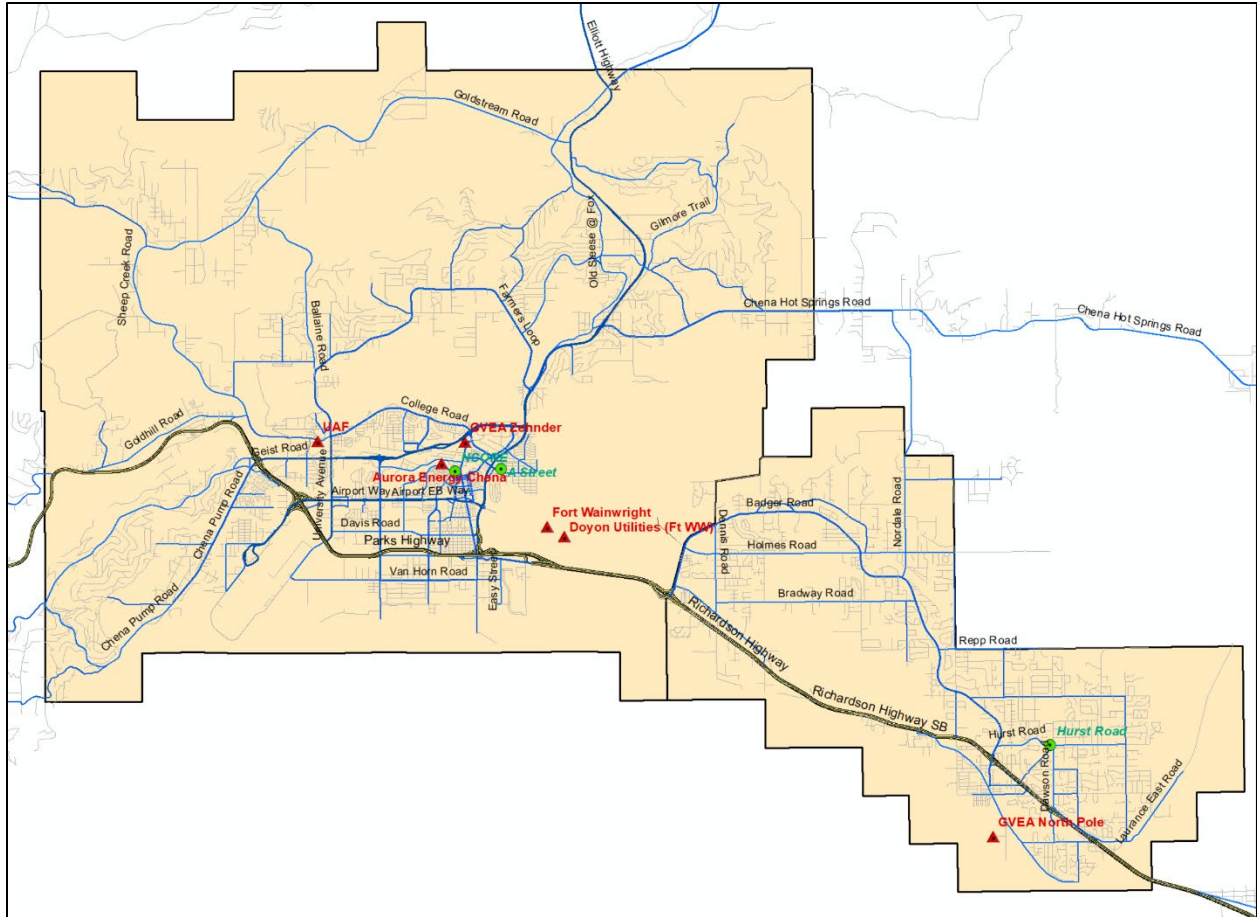 Elliott Highway
Goldstream Road
Gilmore Trail
Old Steese @ Fox
Sheep Creek Road
Ballaine Road
Farmers Loop
Chena Hot Springs Road
Chena Hot Springs Road
College Road
Goldhill Road
UAF
GVEA Zehnder
Geist Road
NCORE
A Street
Aurora Energy Chena
University Avenue
Airport Way
Airport EB Way
Chena Pump Road
Davis Road
Fort Wainwright
Doyon Utilities (Ft WW)
Parks Highway
Van Horn Road
Easy Street
Badger Road
Nordale Road
Dennis Road
Holmes Road
Bradway Road
Chena Pump Road
Richardson Highway
Repp Road
Richardson Highway SB
Hurst Road
Hurst Road
Dawson Road
Laurance East Road
GVEA North Pole